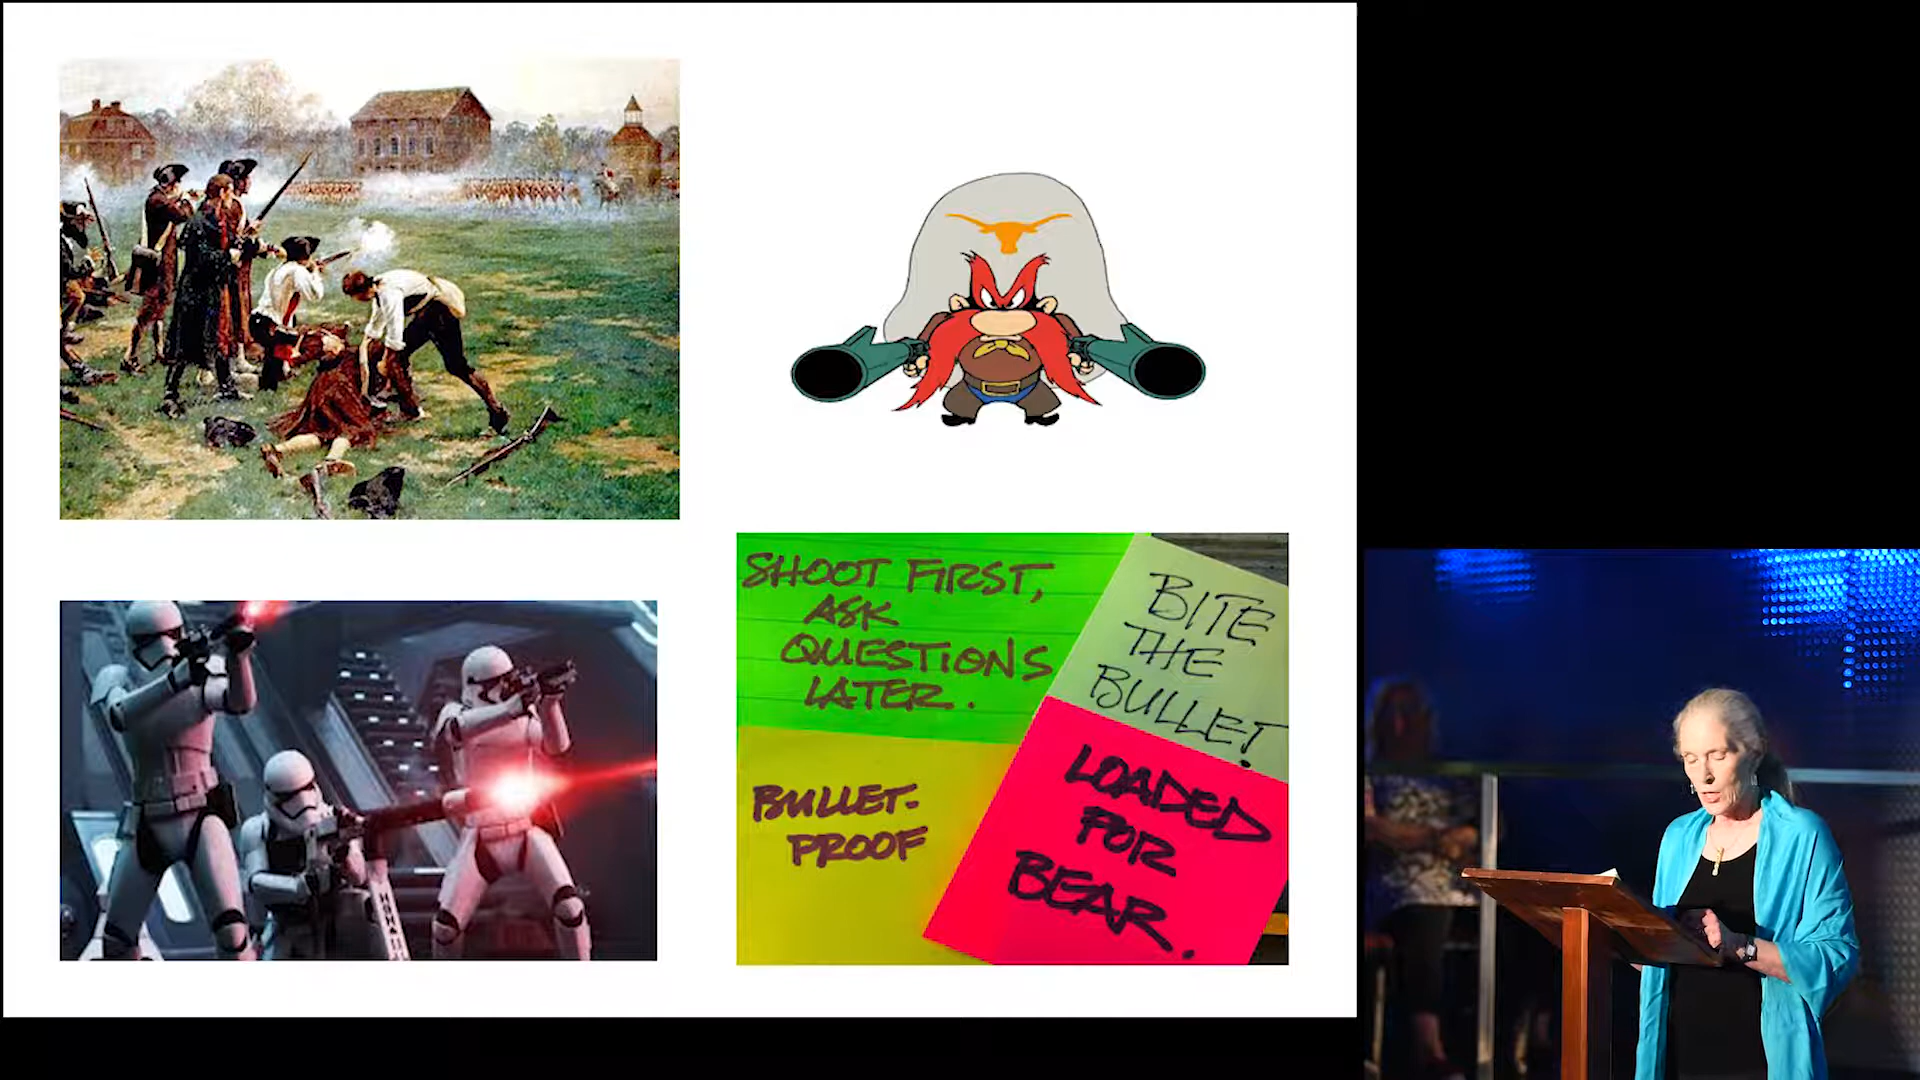 SHOOT FIRST,
ASK
QUESTIONS
LATER.
BITE
THE
BULLET!
BULLET-
PROOF
LOADED
FOR
BEAR.